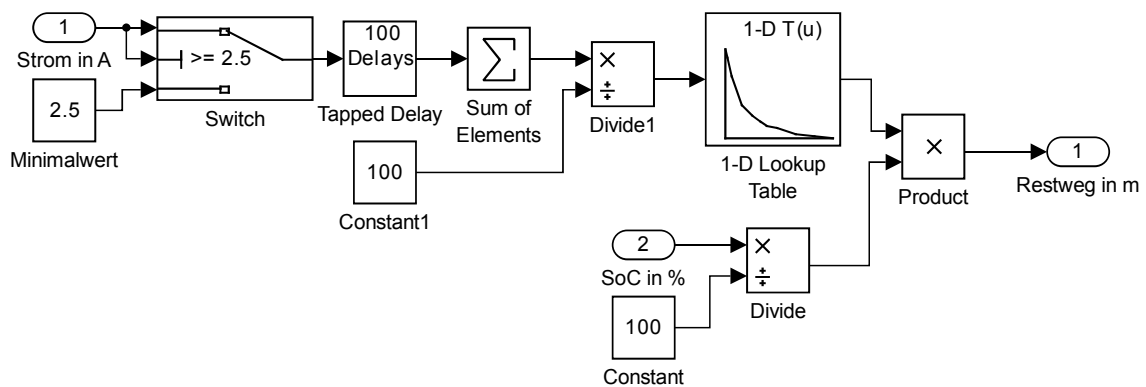 1
Strom in A
>= 2.5
Switch
2.5
Minimalwert
100
Delays
Tapped Delay
Sum of
Elements
100
Constant1
Divide1
1-D T(u)
1-D Lookup
Table
Product
1
Restweg in m
2
SoC in %
100
Constant
Divide